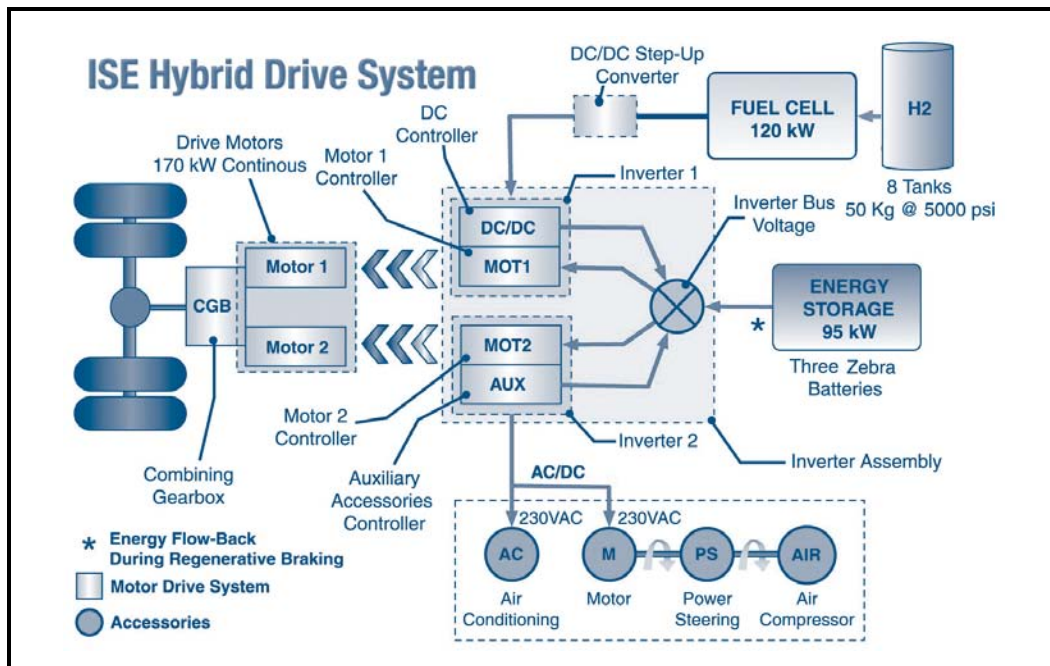 ISE Hybrid Drive System
DC/DC Step-Up
Converter
FUEL CELL
120 kW
H2
8 Tanks
50 Kg @ 5000 psi
DC
Controller
Drive Motors
170 kW Continous
Motor 1
Controller
Inverter 1
Inverter Bus
Voltage
DC/DC
MOT1
Motor 1
CGB
Motor 2
MOT2
AUX
ENERGY
STORAGE
95 kW
*
Three Zebra
Batteries
Motor 2
Controller
Inverter 2
Combining
Gearbox
Auxiliary
Accessories
Controller
Inverter Assembly
AC/DC
230VAC
230VAC
AC
M
PS
AIR
Air
Conditioning
Motor
Power
Steering
Air
Compressor
* Energy Flow-Back
During Regenerative Braking
Motor Drive System
Accessories